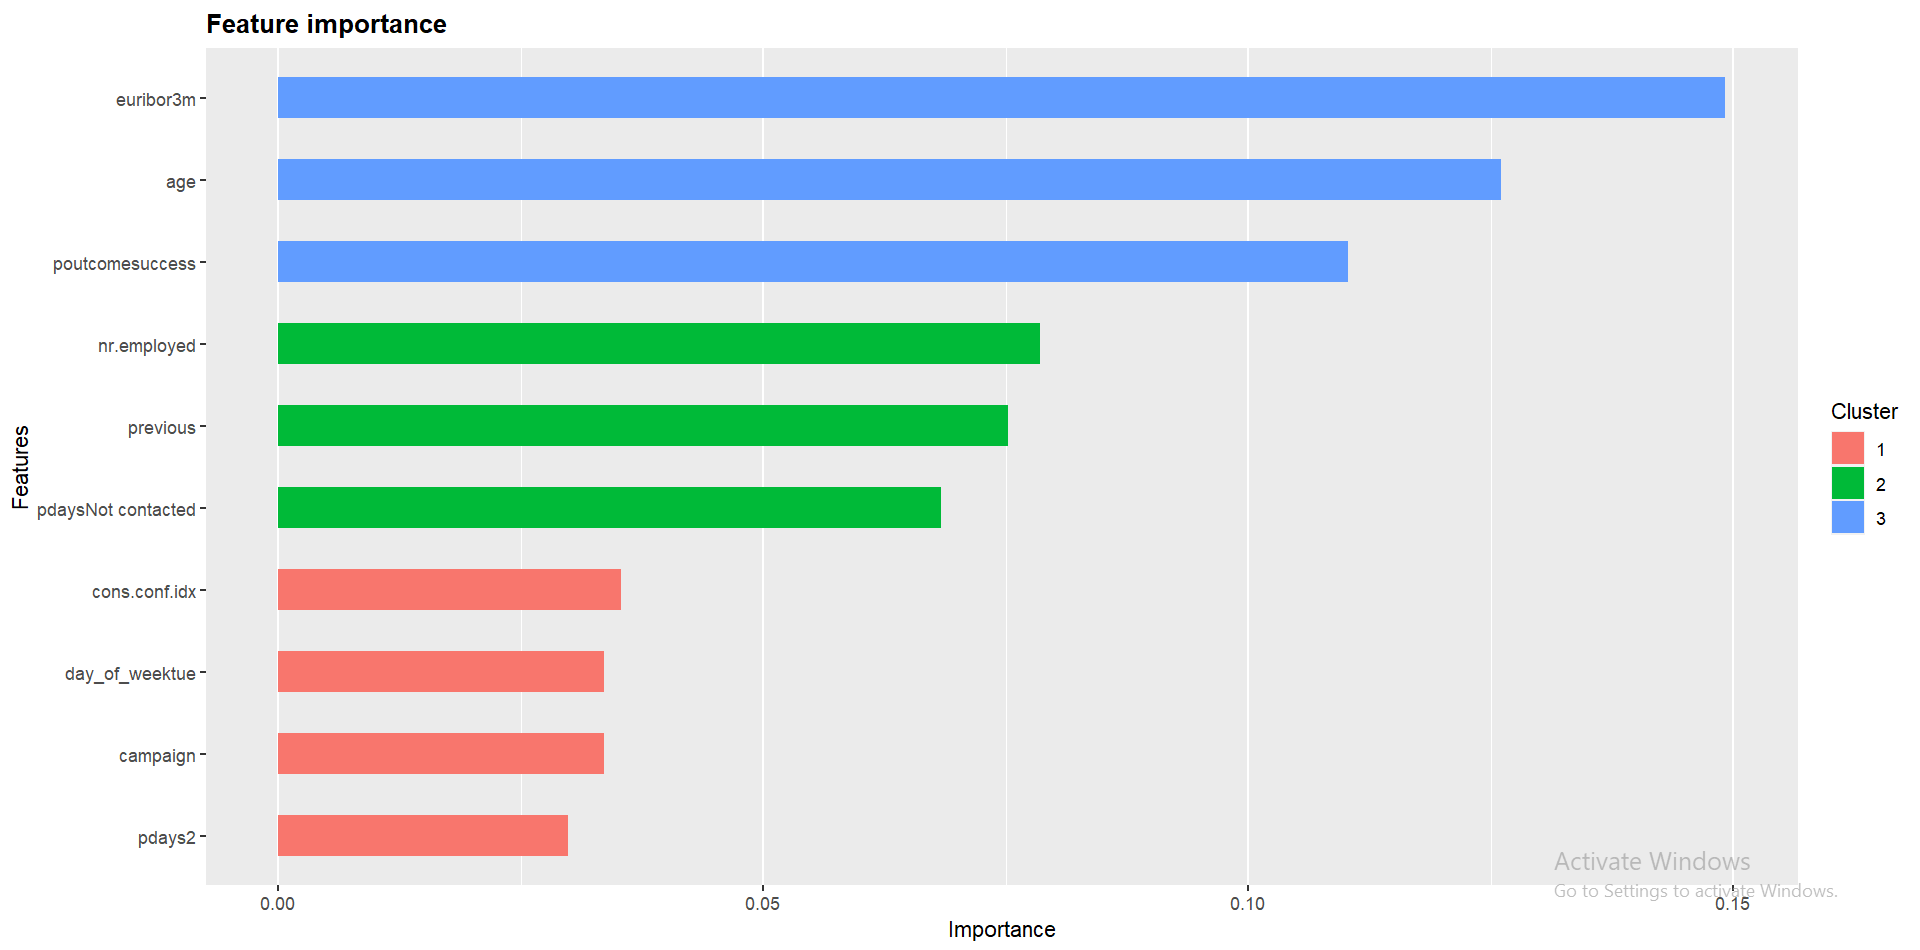 Feature importance
euribor3m
age
poutcomesuccess
nr.employed
previous
pdaysNot contacted
cons.conf.idx
day_of_weektue
campaign
pdays2
Features
0.00
0.05
0.10
0.15
Importance
Cluster
1
2
3
Activate Windows
Go to Settings to activate Windows.